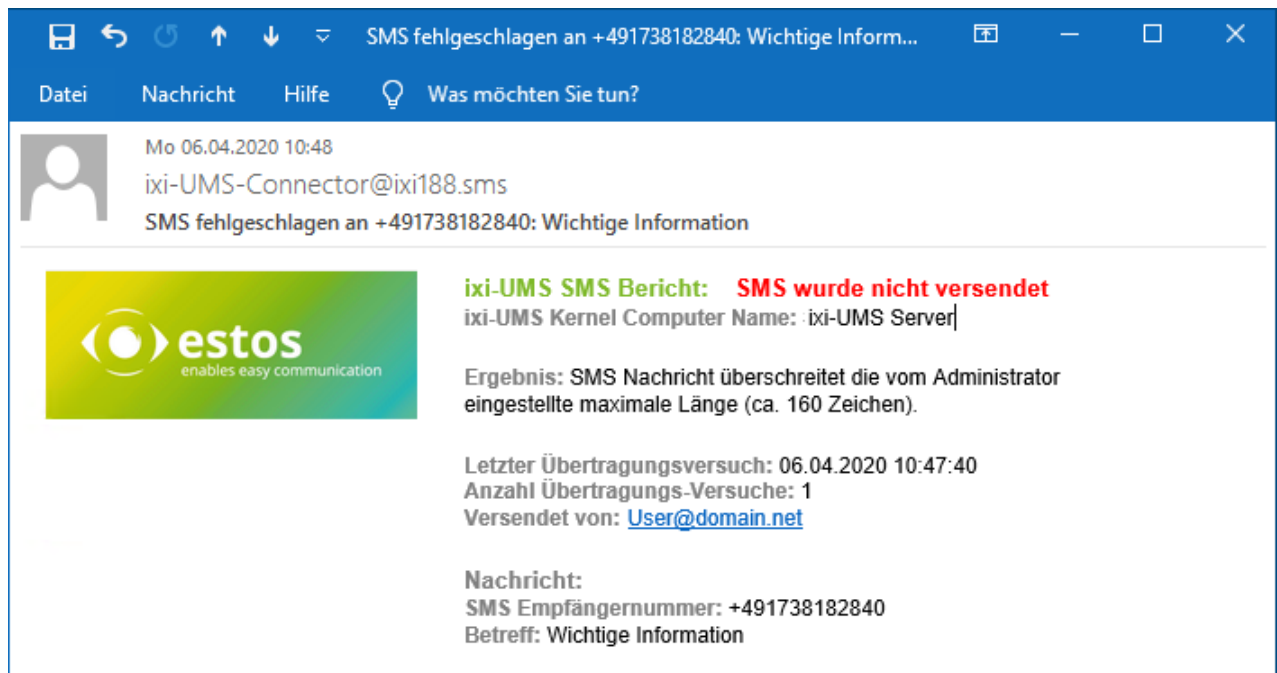 SMS fehlgeschlagen an +491738182840: Wichtige Inform...
Datei Nachricht Hilfe Was möchten Sie tun?
Mo 06.04.2020 10:48
ixi-UMS-Connector@ixi188.sms
SMS fehlgeschlagen an +491738182840: Wichtige Information
estos
enables easy communication
ixi-UMS SMS Bericht: SMS wurde nicht versendet
ixi-UMS Kernel Computer Name: ixi-UMS Server
Ergebnis: SMS Nachricht überschreitet die vom Administrator
eingestellte maximale Länge (ca. 160 Zeichen).
Letzter Übertragungsversuch: 06.04.2020 10:47:40
Anzahl Übertragungs-Versuche: 1
Versendet von: User@domain.net
Nachricht:
SMS Empfängernummer: +491738182840
Betreff: Wichtige Information